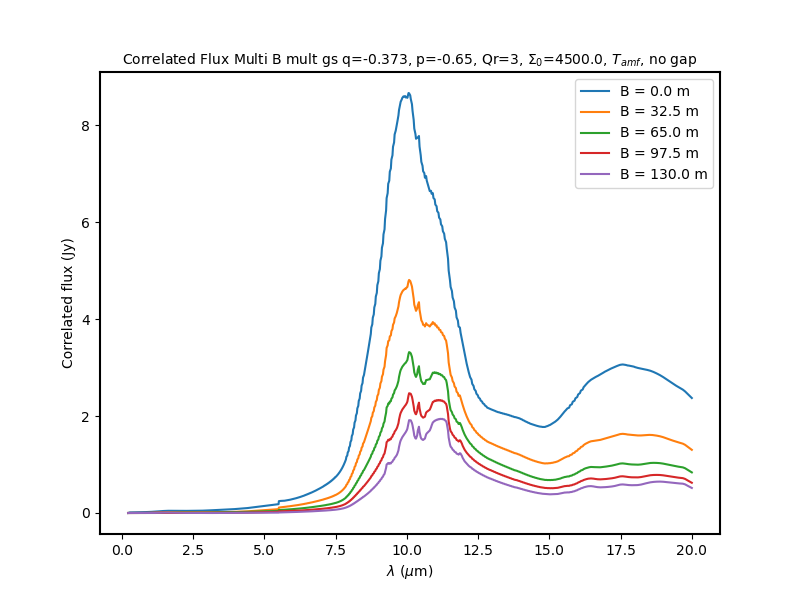 Correlated Flux Multi B mult gs q=-0.373, p=-0.65, Qr=3, Σ₀=4500.0, T_amf, no gap
B = 0.0 m
B = 32.5 m
B = 65.0 m
B = 97.5 m
B = 130.0 m
Correlated flux (Jy)
8
6
4
2
0
0.0 2.5 5.0 7.5 10.0 12.5 15.0 17.5 20.0
λ (μm)